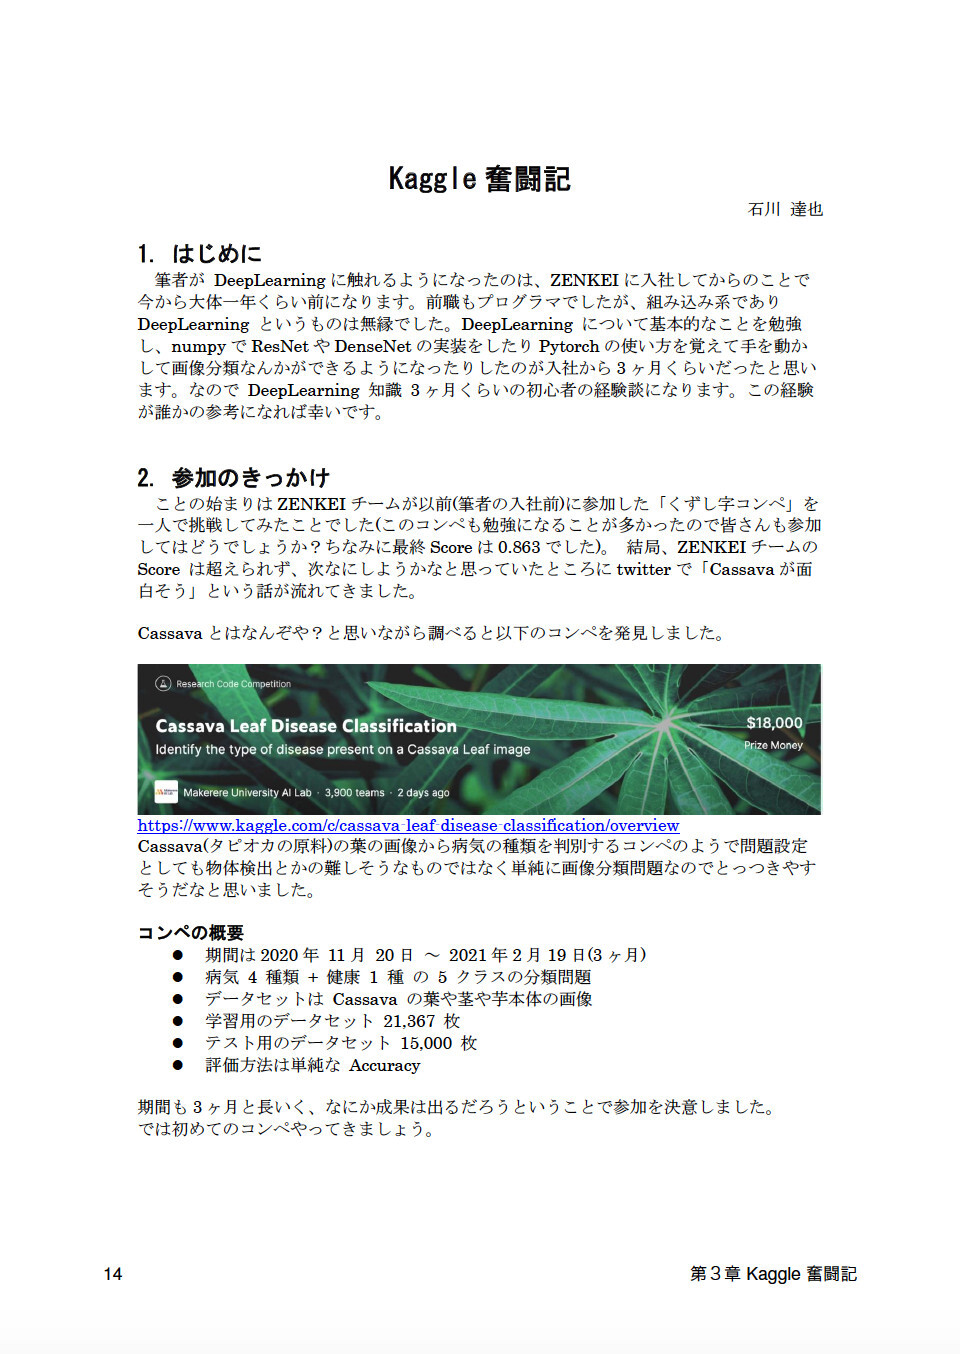 Kaggle 奮闘記
石川 達也
1. はじめに
筆者が DeepLearning に触れるようになったのは、ZENKEI に入社してからのことで
今から大体一年くらい前になります。前職もプログラマでしたが、組み込み系であり
DeepLearning というものは無縁でした。DeepLearning について基本的なことを勉強
し、numpy で ResNet や DenseNet の実装をしたり Pytorch の使い方を覚えて手を動か
して画像分類なんかができるようになったりしたのが入社から 3 ヶ月くらいだったと思い
ます。なので DeepLearning 知識 3 ヶ月くらいの初心者の経験談になります。この経験
が誰かの参考になれば幸いです。
2. 参加のきっかけ
ことの始まりは ZENKEI チームが以前(筆者の入社前)に参加した「くずし字コンペ」を
一人で挑戦してみたことでした(このコンペも勉強になることが多かったので皆さんも参加
してはどうでしょうか？ちなみに最終 Score は 0.863 でした)。 結局、ZENKEI チームの
Score は超えられず、次なにしようかなと思っていたところに twitter で「Cassava が面
白そう」という話が流れてきました。
Cassava とはなんぞや？と思いながら調べると以下のコンペを発見しました。
Research Code Competition
Cassava Leaf Disease Classification
Identify the type of disease present on a Cassava Leaf image
$18,000
Prize Money
Makerere University AI Lab · 3,900 teams · 2 days ago
https://www.kaggle.com/c/cassava-leaf-disease-classification/overview
Cassava(タピオカの原料)の葉の画像から病気の種類を判別するコンペのようで問題設定
としても物体検出とかの難しそうなものではなく単純に画像分類問題なのでとっつきやす
そうだなと思いました。
コンペの概要
● 期間は 2020 年 11 月 20 日 ～ 2021 年 2 月 19 日(3 ヶ月)
● 病気 4 種類 + 健康 1 種 の 5 クラスの分類問題
● データセットは Cassava の葉や茎や芋本体の画像
● 学習用のデータセット 21,367 枚
● テスト用のデータセット 15,000 枚
● 評価方法は単純な Accuracy
期間も 3 ヶ月と長いく、なにか成果は出るだろうということで参加を決意しました。
では初めてのコンペやってきましょう。
14
第３章 Kaggle 奮闘記